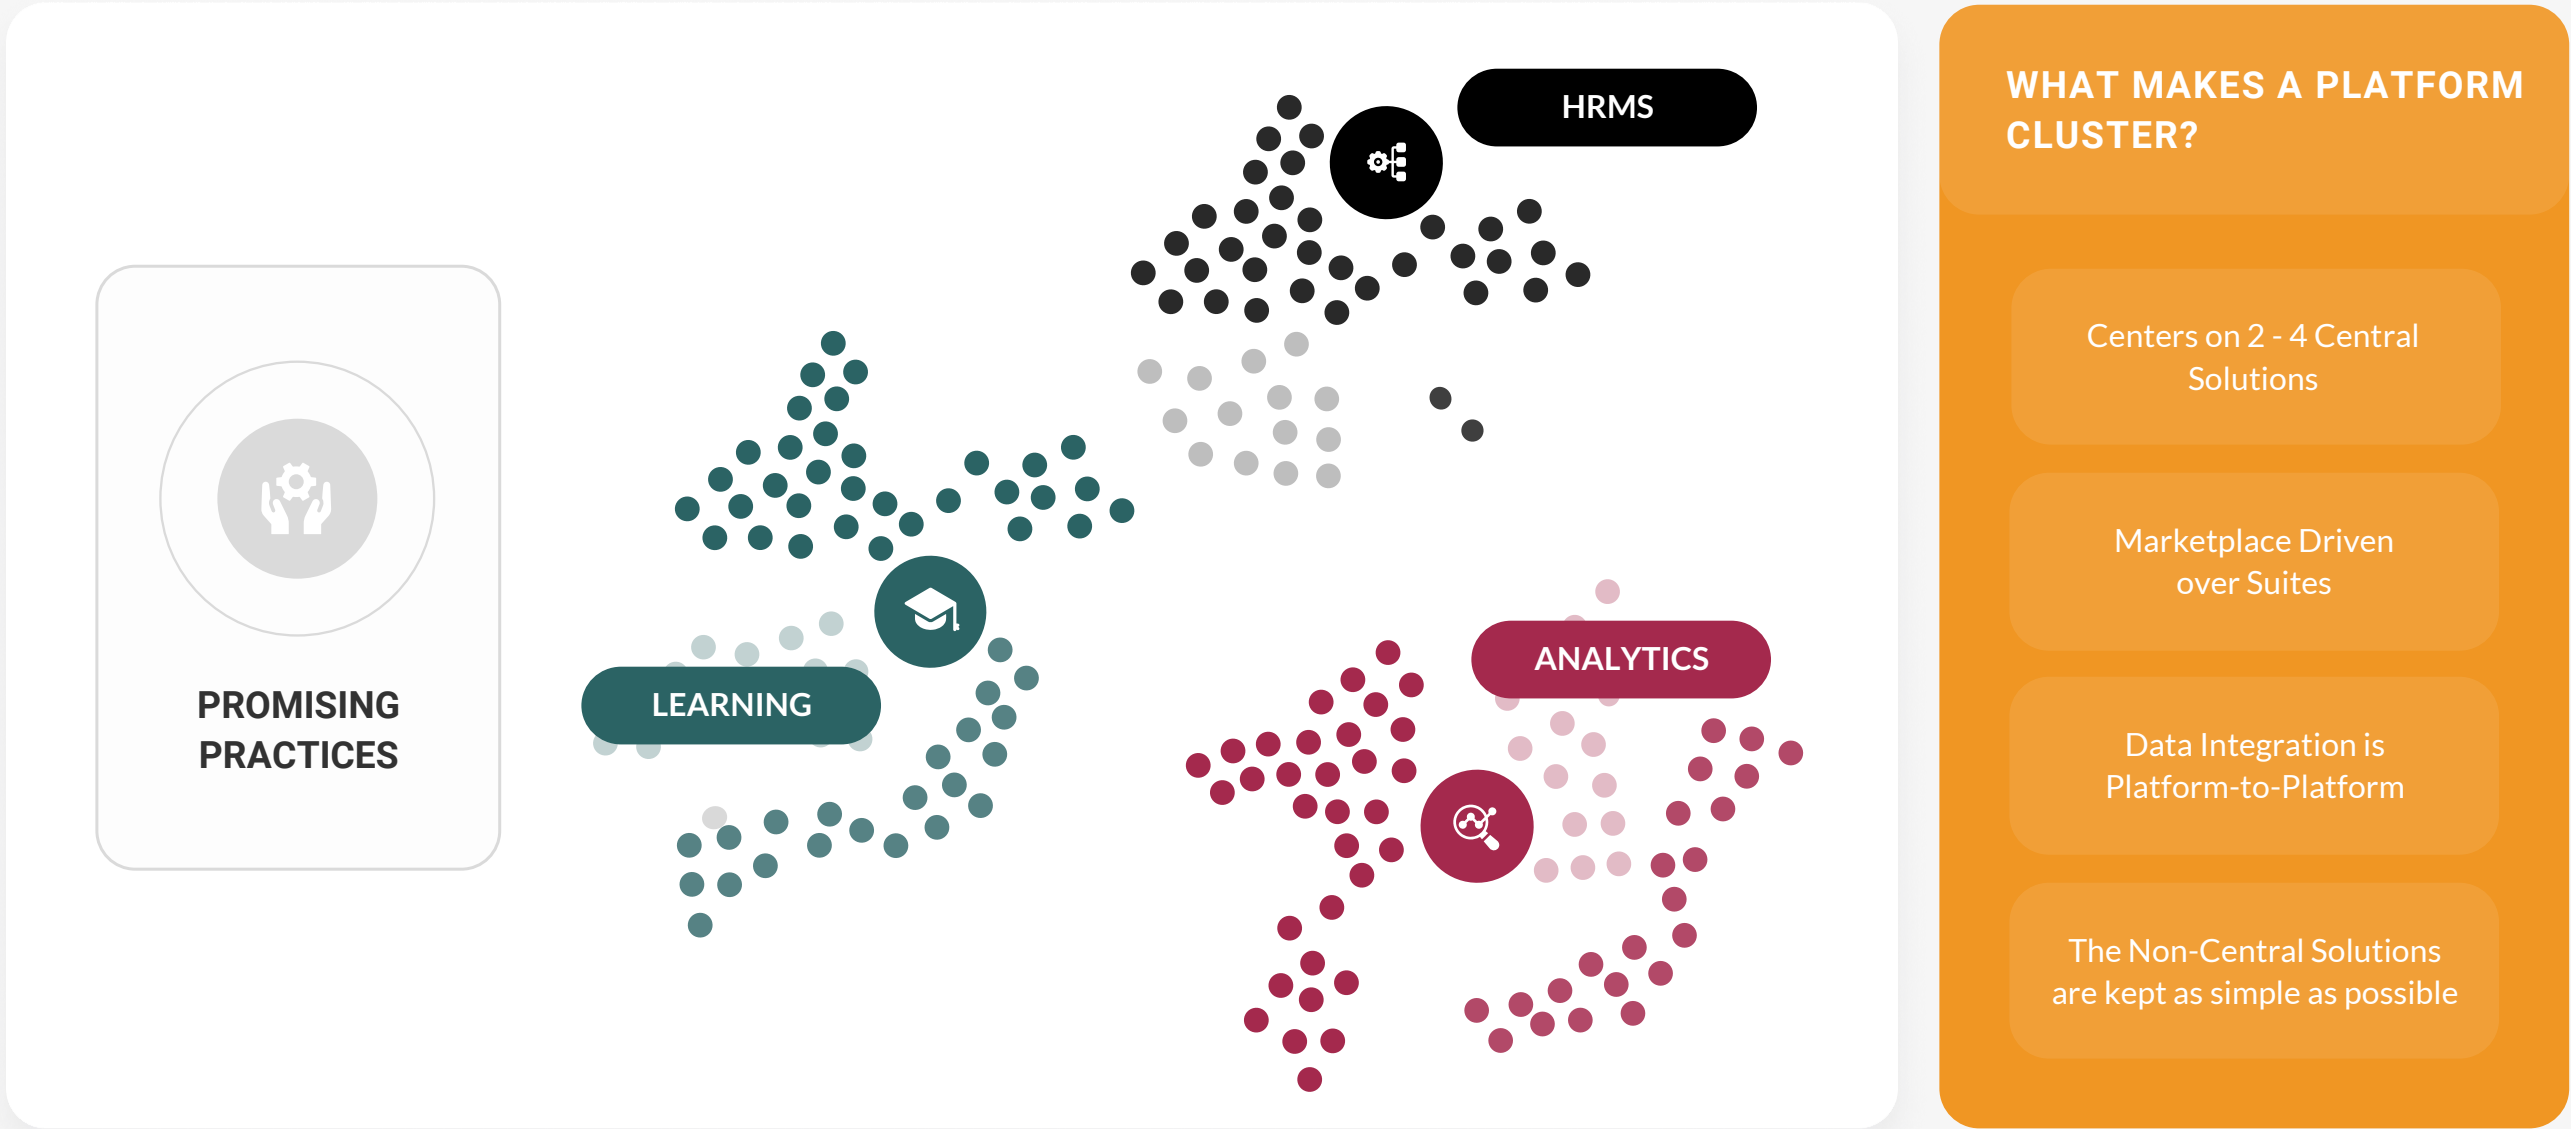 PROMISING
PRACTICES
HRMS
LEARNING
ANALYTICS
WHAT MAKES A PLATFORM
CLUSTER?
Centers on 2 - 4 Central
Solutions
Marketplace Driven
over Suites
Data Integration is
Platform-to-Platform
The Non-Central Solutions
are kept as simple as possible